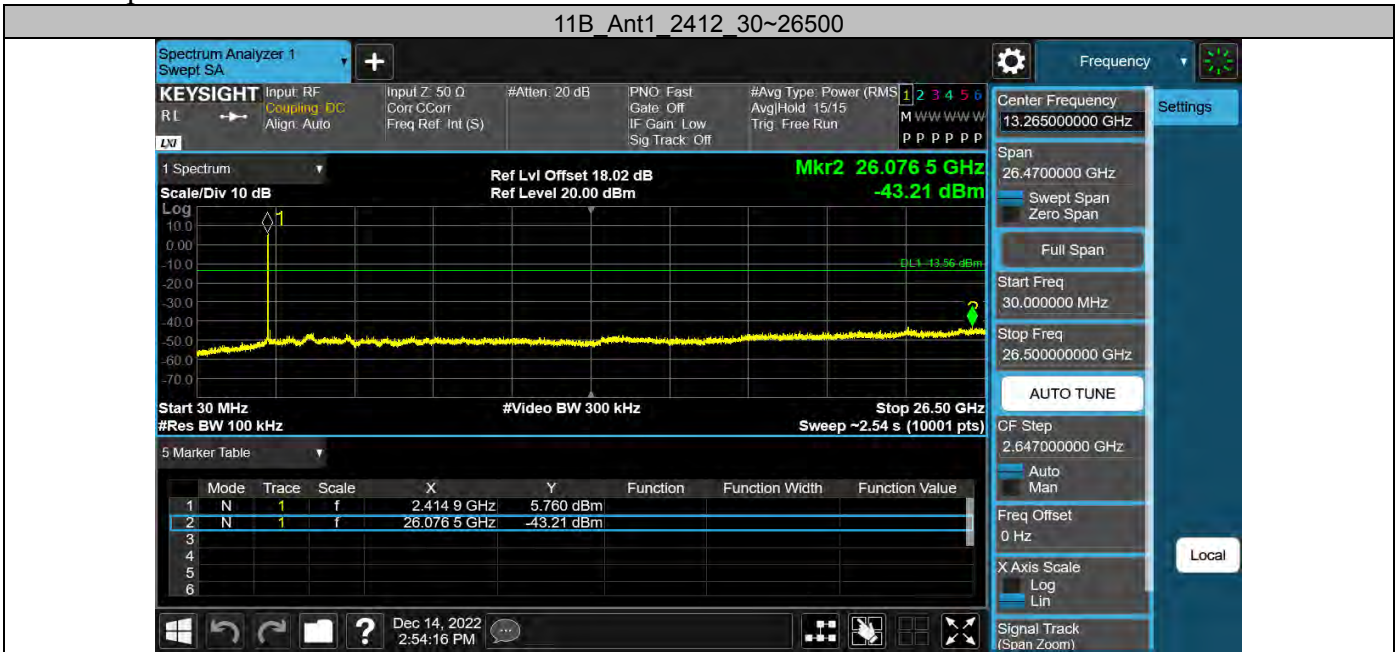 11B_Ant1_2412_30~26500
Spectrum Analyzer 1
Swept SA
Frequency
KEYSIGHT
RL
LXI
Input: RF
Coupling: DC
Align: Auto
Input Z: 50 Ω
Corr CCorr
Freq Ref: Int (S)
#Atten: 20 dB
PNO: Fast
Gate: Off
IF Gain: Low
Sig Track: Off
#Avg Type: Power (RMS
Avg|Hold: 15/15
Trig: Free Run
1 2 3 4 5 6
M W W W W W
P P P P P P
1 Spectrum
Scale/Div 10 dB
Ref Lvl Offset 18.02 dB
Ref Level 20.00 dBm
Mkr2 26.076 5 GHz
-43.21 dBm
Log
10.0
0.00
-10.0
-20.0
-30.0
-40.0
-50.0
-60.0
-70.0
1
2
DL1 -13.56 dBm
Start 30 MHz
#Res BW 100 kHz
#Video BW 300 kHz
Stop 26.50 GHz
Sweep ~2.54 s (10001 pts)
5 Marker Table
Mode Trace Scale X Y Function Function Width Function Value
1 N 1 f 2.414 9 GHz 5.760 dBm
2 N 1 f 26.076 5 GHz -43.21 dBm
3
4
5
6
Dec 14, 2022
2:54:16 PM
Center Frequency
13.265000000 GHz
Settings
Span
26.4700000 GHz
Swept Span
Zero Span
Full Span
Start Freq
30.000000 MHz
Stop Freq
26.500000000 GHz
AUTO TUNE
CF Step
2.647000000 GHz
Auto
Man
Freq Offset
0 Hz
Local
X Axis Scale
Log
Lin
Signal Track
(Span Zoom)